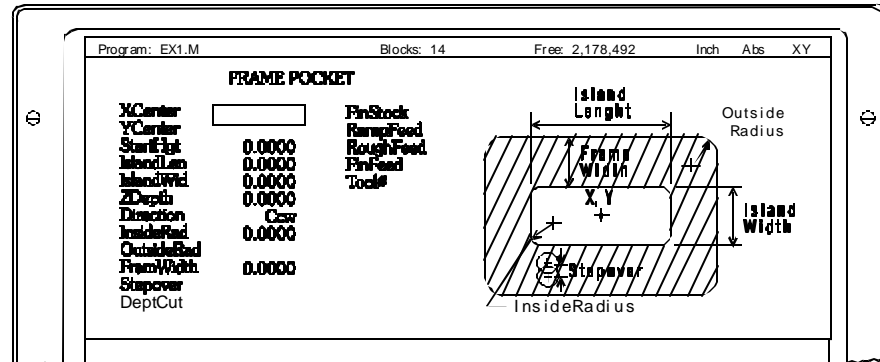 Program: EX1.M Blocks: 14 Free: 2,178,492 Inch Abs XY
FRAME POCKET
XCenter
YCenter
StartHgt 0.0000
IslandLen 0.0000
IslandWid 0.0000
ZDepth 0.0000
Direction Ccw
InsideRad 0.0000
OutsideRad
FramWidth 0.0000
Stepover
DeptCut
FinStock
RampFeed
RoughFeed
FinFeed
Tool#
Island
Lenght
Outside
Radius
Frame
Width
X, Y
Island
Width
Stepover
InsideRadius